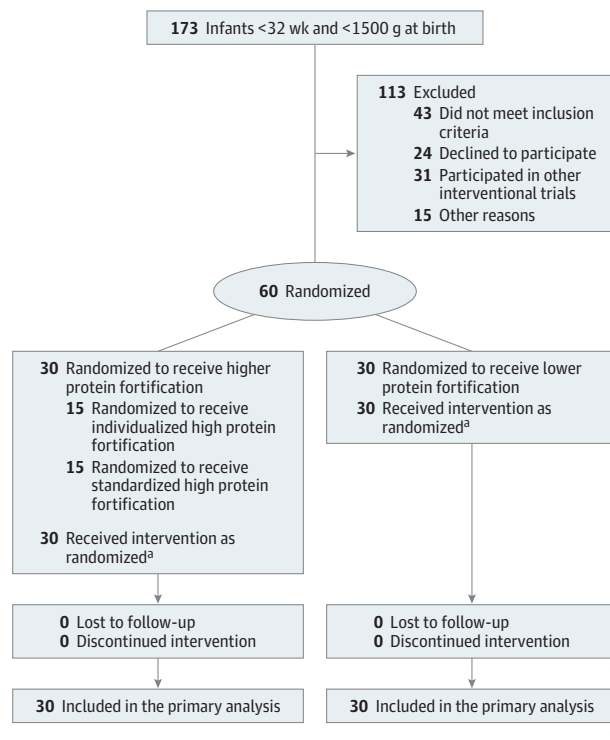 173 Infants <32 wk and <1500 g at birth
113 Excluded
43 Did not meet inclusion
criteria
24 Declined to participate
31 Participated in other
interventional trials
15 Other reasons
60 Randomized
30 Randomized to receive higher
protein fortification
15 Randomized to receive
individualized high protein
fortification
15 Randomized to receive
standardized high protein
fortification
30 Received intervention as
randomizedᵃ
30 Randomized to receive lower
protein fortification
30 Received intervention as
randomizedᵃ
0 Lost to follow-up
0 Discontinued intervention
0 Lost to follow-up
0 Discontinued intervention
30 Included in the primary analysis
30 Included in the primary analysis